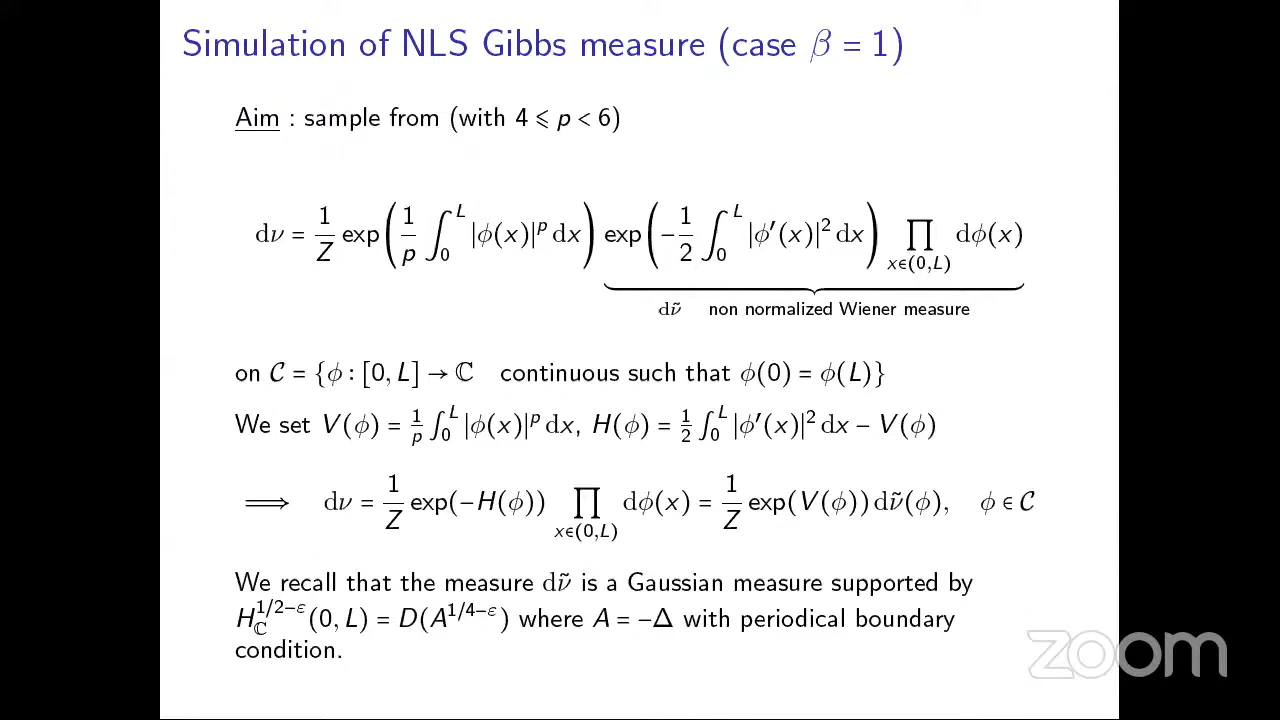 Simulation of NLS Gibbs measure (case β = 1)
Aim : sample from (with 4 ⩽ p < 6)
dν = 1/Z exp(1/p ∫_0^L |ϕ(x)|^p dx) exp(−1/2 ∫_0^L |ϕ′(x)|^2 dx) ∏_{x∈(0,L)} dϕ(x)
dν̃ non normalized Wiener measure
on 𝒞 = {ϕ : [0, L] → ℂ continuous such that ϕ(0) = ϕ(L)}
We set V(ϕ) = 1/p ∫_0^L |ϕ(x)|^p dx, H(ϕ) = 1/2 ∫_0^L |ϕ′(x)|^2 dx − V(ϕ)
⟹ dν = 1/Z exp(−H(ϕ)) ∏_{x∈(0,L)} dϕ(x) = 1/Z exp(V(ϕ)) dν̃(ϕ), ϕ ∈ 𝒞
We recall that the measure dν̃ is a Gaussian measure supported by
H_ℂ^{1/2−ε}(0, L) = D(A^{1/4−ε}) where A = −Δ with periodical boundary
condition.
zoom